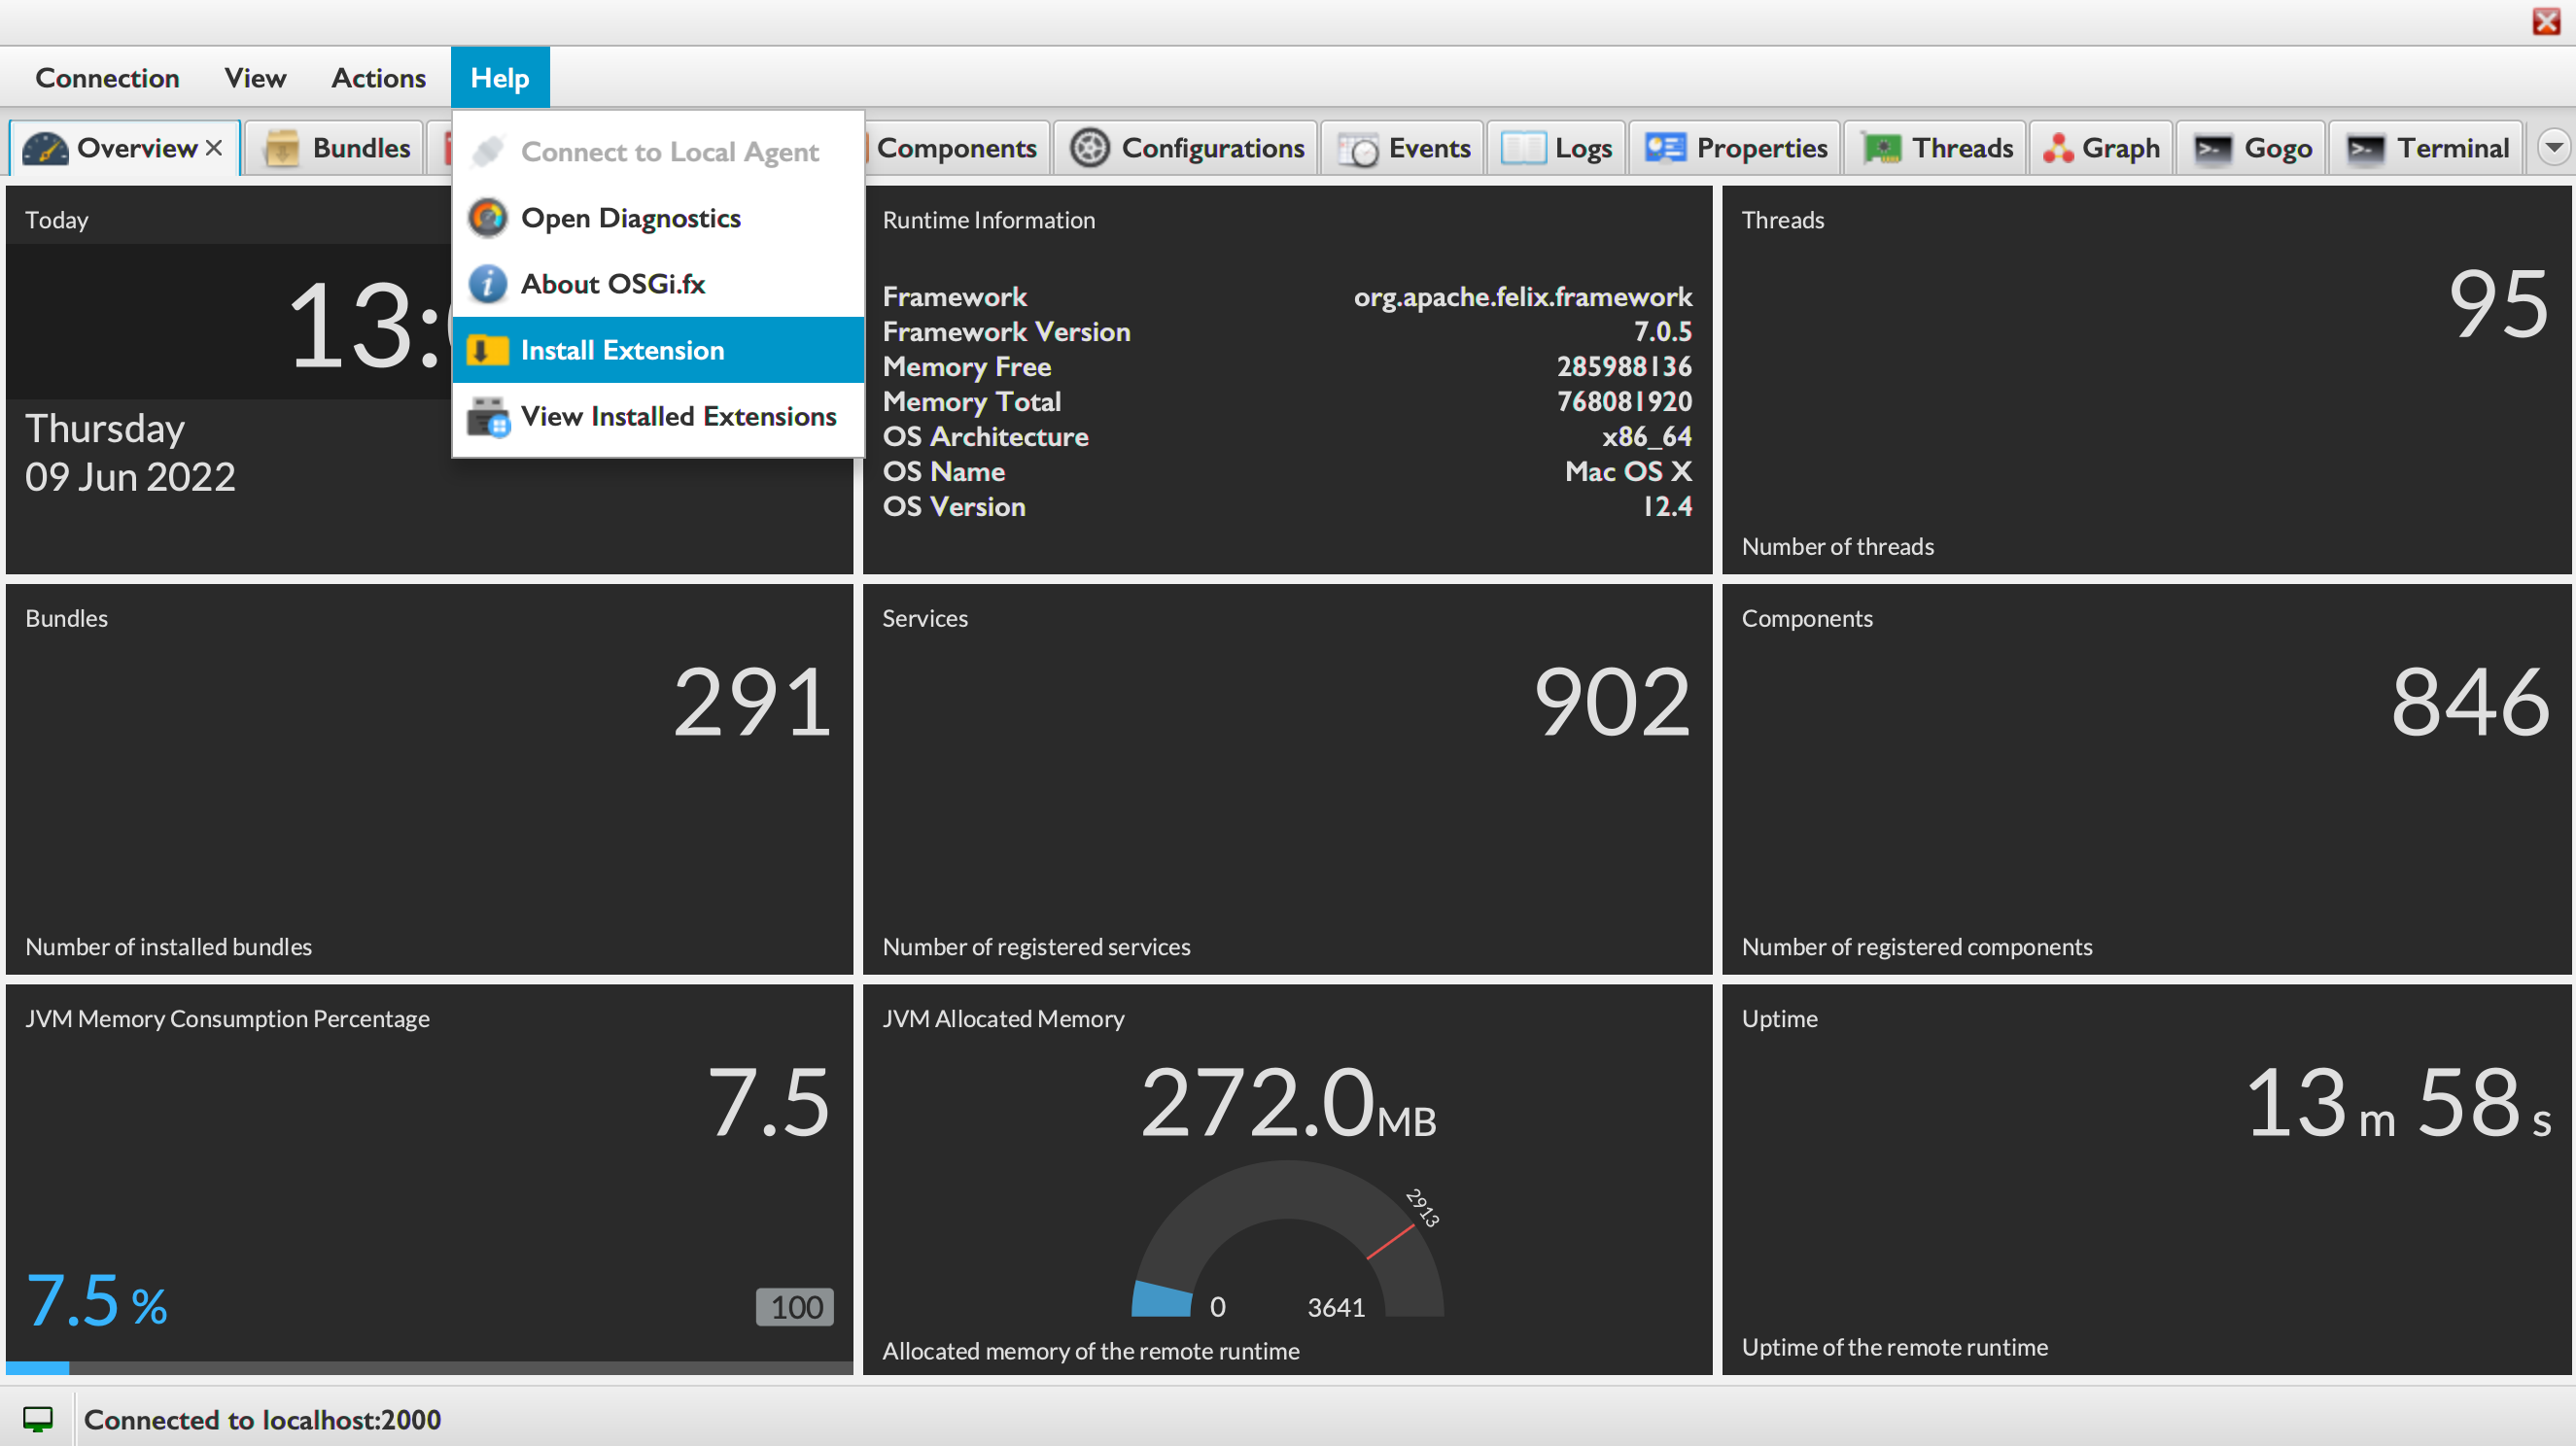 Connection View Actions Help
Overview Bundles Components Configurations Events Logs Properties Threads Graph Gogo Terminal
Connect to Local Agent
Open Diagnostics
About OSGi.fx
Install Extension
View Installed Extensions
Today
13:
Thursday
09 Jun 2022
Runtime Information
Framework org.apache.felix.framework
Framework Version 7.0.5
Memory Free 285988136
Memory Total 768081920
OS Architecture x86_64
OS Name Mac OS X
OS Version 12.4
Threads
95
Number of threads
Bundles
291
Number of installed bundles
Services
902
Number of registered services
Components
846
Number of registered components
JVM Memory Consumption Percentage
7.5
7.5 %
100
JVM Allocated Memory
272.0 MB
2913
0 3641
Allocated memory of the remote runtime
Uptime
13 m 58 s
Uptime of the remote runtime
Connected to localhost:2000